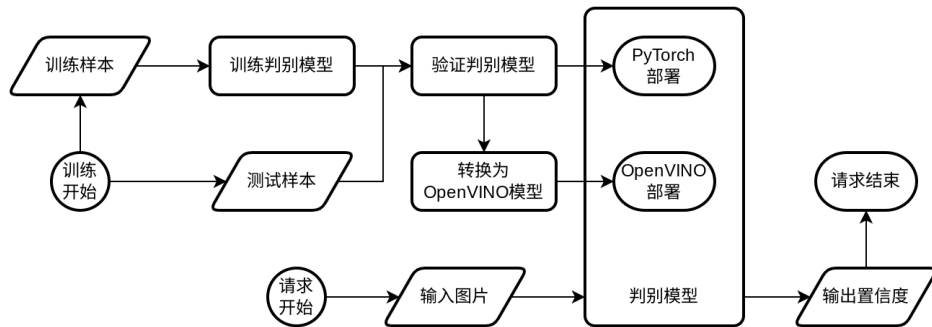 训练样本
训练判别模型
验证判别模型
PyTorch
部署
训练
开始
测试样本
转换为
OpenVINO模型
OpenVINO
部署
请求结束
请求
开始
输入图片
判别模型
输出置信度